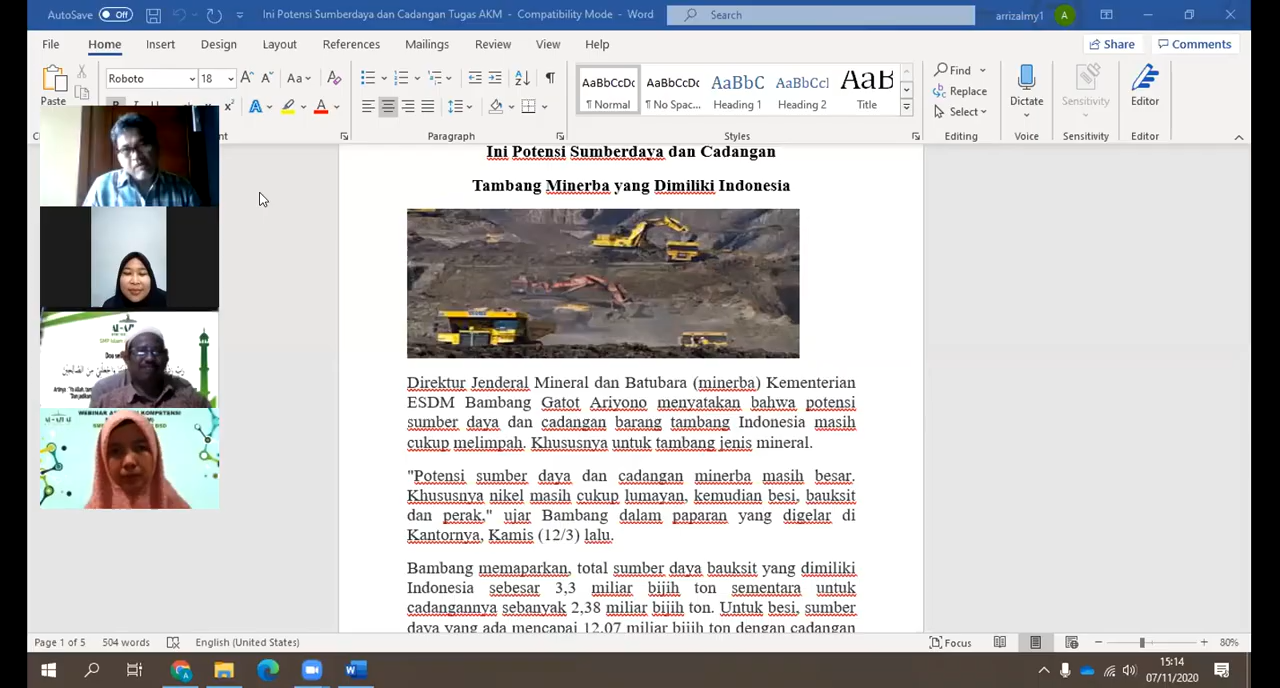 AutoSave Off
Ini Potensi Sumberdaya dan Cadangan Tugas AKM - Compatibility Mode - Word
Search
arrizalmy1
A
File Home Insert Design Layout References Mailings Review View Help
Share Comments
Paste
Roboto 18
Aa
AaBbCcDc AaBbCcDc AaBbC AaBbCcI AaB
¶ Normal ¶ No Spac... Heading 1 Heading 2 Title
Find
Replace
Select
Dictate Sensitivity Editor
Paragraph Styles Editing Voice Sensitivity Editor
Ini Potensi Sumberdaya dan Cadangan
Tambang Minerba yang Dimiliki Indonesia
Direktur Jenderal Mineral dan Batubara (minerba) Kementerian
ESDM Bambang Gatot Ariyono menyatakan bahwa potensi
sumber daya dan cadangan barang tambang Indonesia masih
cukup melimpah. Khususnya untuk tambang jenis mineral.
"Potensi sumber daya dan cadangan minerba masih besar.
Khususnya nikel masih cukup lumayan, kemudian besi, bauksit
dan perak," ujar Bambang dalam paparan yang digelar di
Kantornya, Kamis (12/3) lalu.
Bambang memaparkan, total sumber daya bauksit yang dimiliki
Indonesia sebesar 3,3 miliar bijih ton sementara untuk
cadangannya sebanyak 2,38 miliar bijih ton. Untuk besi, sumber
daya yang ada mencapai 12,07 miliar bijih ton dengan cadangan
WEBINAR
BSD
Page 1 of 5 504 words English (United States)
Focus
80%
15:14
07/11/2020